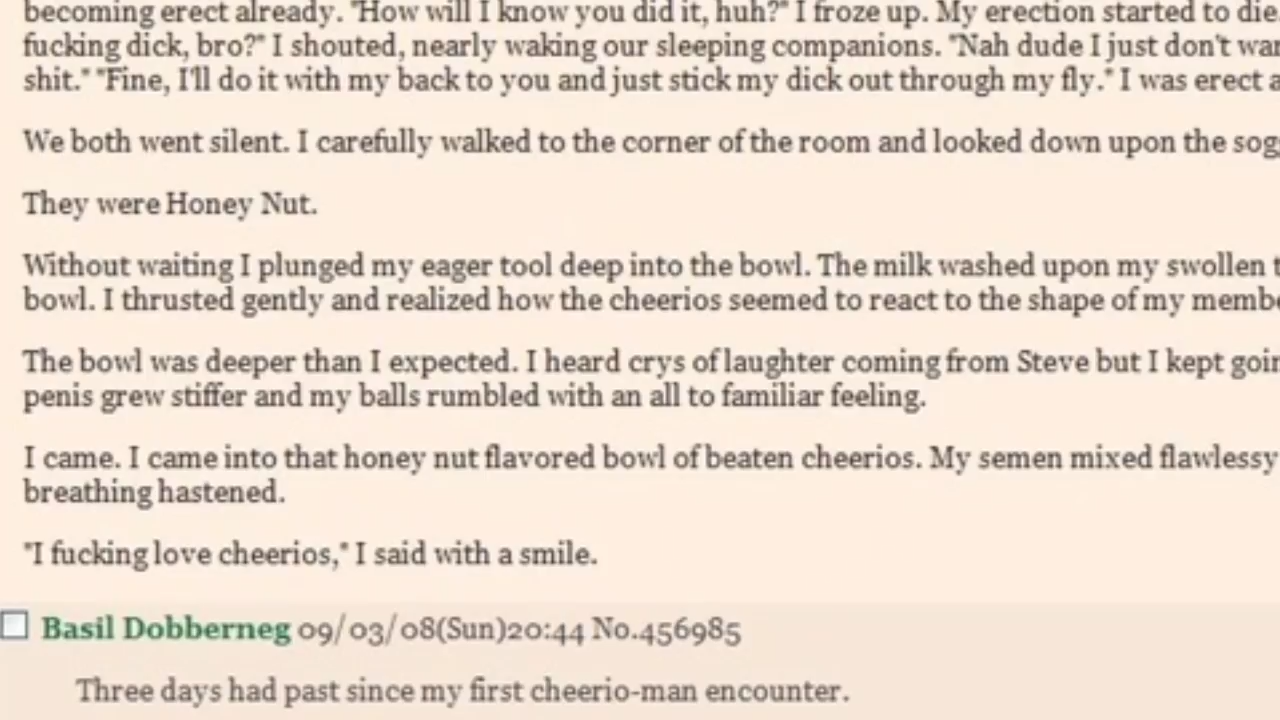 becoming erect already. "How will I know you did it, huh?" I froze up. My erection started to die
fucking dick, bro?" I shouted, nearly waking our sleeping companions. "Nah dude I just don't
shit." "Fine, I'll do it with my back to you and just stick my dick out through my fly." I was erect
We both went silent. I carefully walked to the corner of the room and looked down upon the
They were Honey Nut.
Without waiting I plunged my eager tool deep into the bowl. The milk washed upon my swollen
bowl. I thrusted gently and realized how the cheerios seemed to react to the shape of my
The bowl was deeper than I expected. I heard crys of laughter coming from Steve but I kept
penis grew stiffer and my balls rumbled with an all to familiar feeling.
I came. I came into that honey nut flavored bowl of beaten cheerios. My semen mixed flawlessy
breathing hastened.
"I fucking love cheerios," I said with a smile.
Basil Dobberneg 09/03/08(Sun)20:44 No.456985
Three days had past since my first cheerio-man encounter.